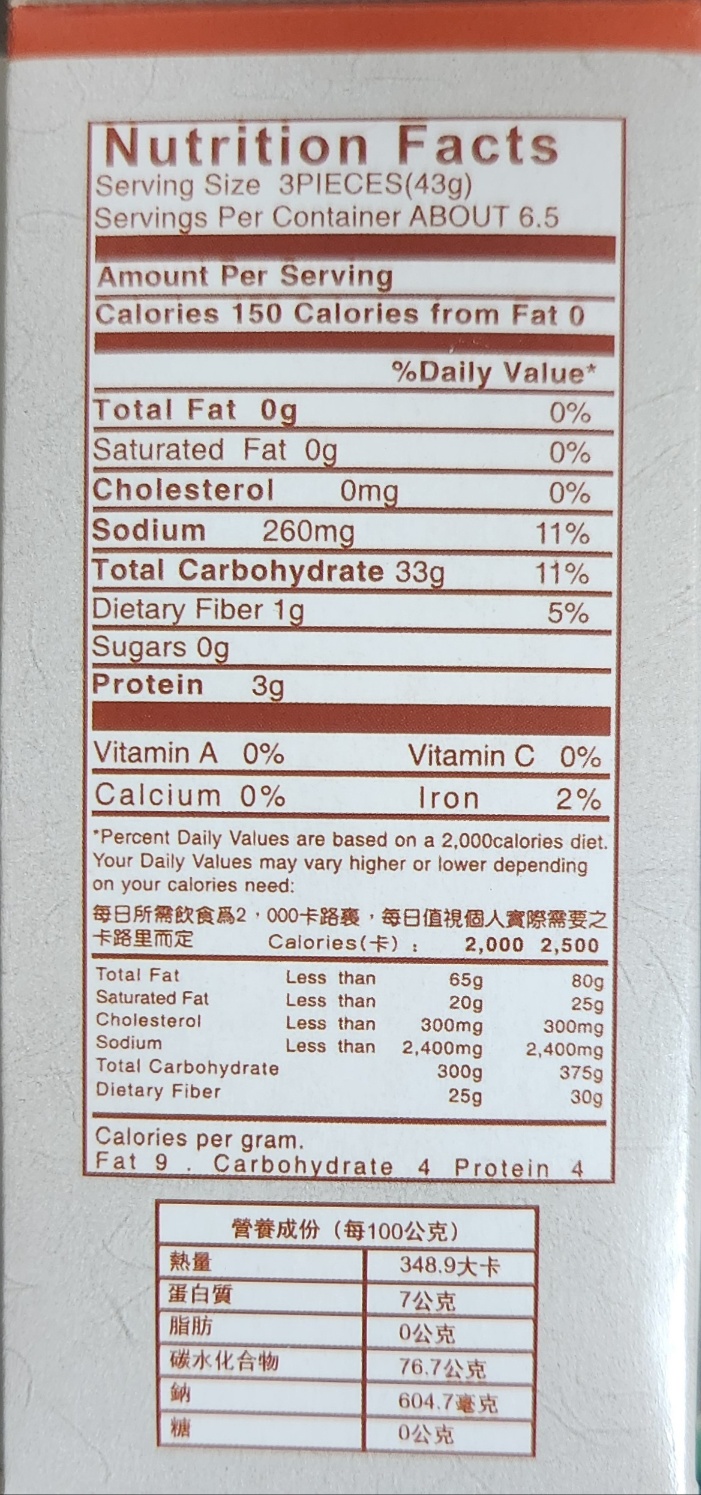 Nutrition Facts
Serving Size 3PIECES(43g)
Servings Per Container ABOUT 6.5
Amount Per Serving
Calories 150 Calories from Fat 0
%Daily Value*
Total Fat 0g 0%
Saturated Fat 0g 0%
Cholesterol 0mg 0%
Sodium 260mg 11%
Total Carbohydrate 33g 11%
Dietary Fiber 1g 5%
Sugars 0g
Protein 3g
Vitamin A 0% Vitamin C 0%
Calcium 0% Iron 2%
*Percent Daily Values are based on a 2,000calories diet.
Your Daily Values may vary higher or lower depending
on your calories need:
每日所需飲食爲2，000卡路裏，每日值視個人實際需要之
卡路里而定 Calories(卡)： 2,000 2,500
Total Fat Less than 65g 80g
Saturated Fat Less than 20g 25g
Cholesterol Less than 300mg 300mg
Sodium Less than 2,400mg 2,400mg
Total Carbohydrate 300g 375g
Dietary Fiber 25g 30g
Calories per gram.
Fat 9 . Carbohydrate 4 Protein 4
營養成份（每100公克）
熱量 348.9大卡
蛋白質 7公克
脂肪 0公克
碳水化合物 76.7公克
鈉 604.7毫克
糖 0公克